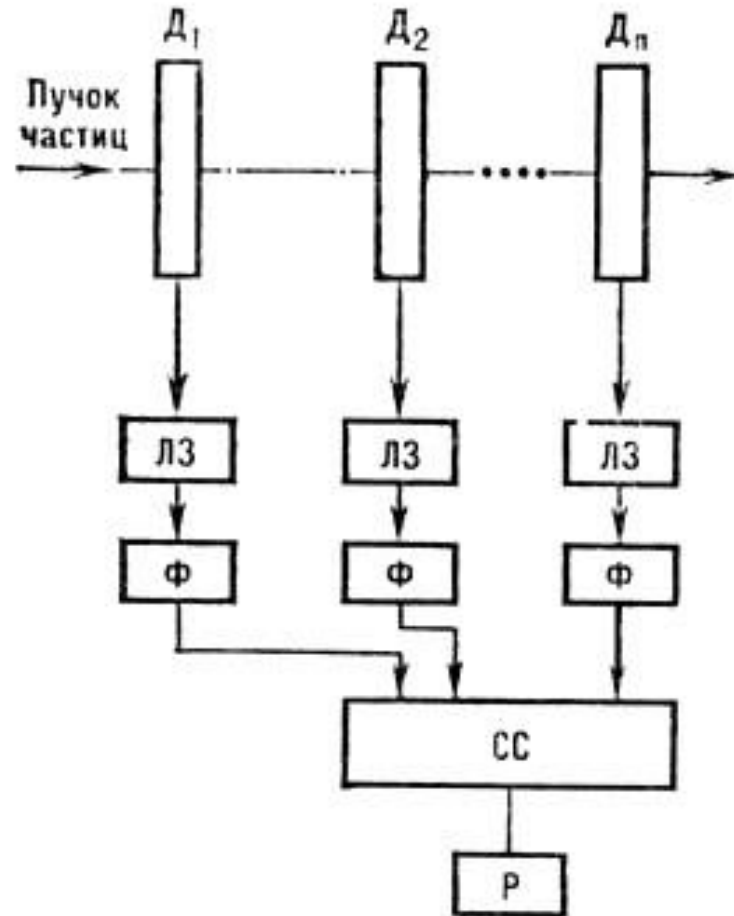 Д₁ Д₂ Дₙ
Пучок
частиц
ЛЗ ЛЗ ЛЗ
Ф Ф Ф
СС
Р